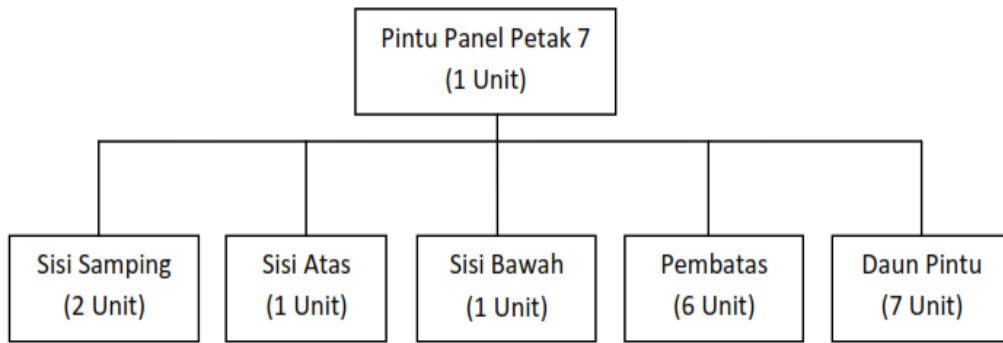 Pintu Panel Petak 7
(1 Unit)
Sisi Samping
(2 Unit)
Sisi Atas
(1 Unit)
Sisi Bawah
(1 Unit)
Pembatas
(6 Unit)
Daun Pintu
(7 Unit)